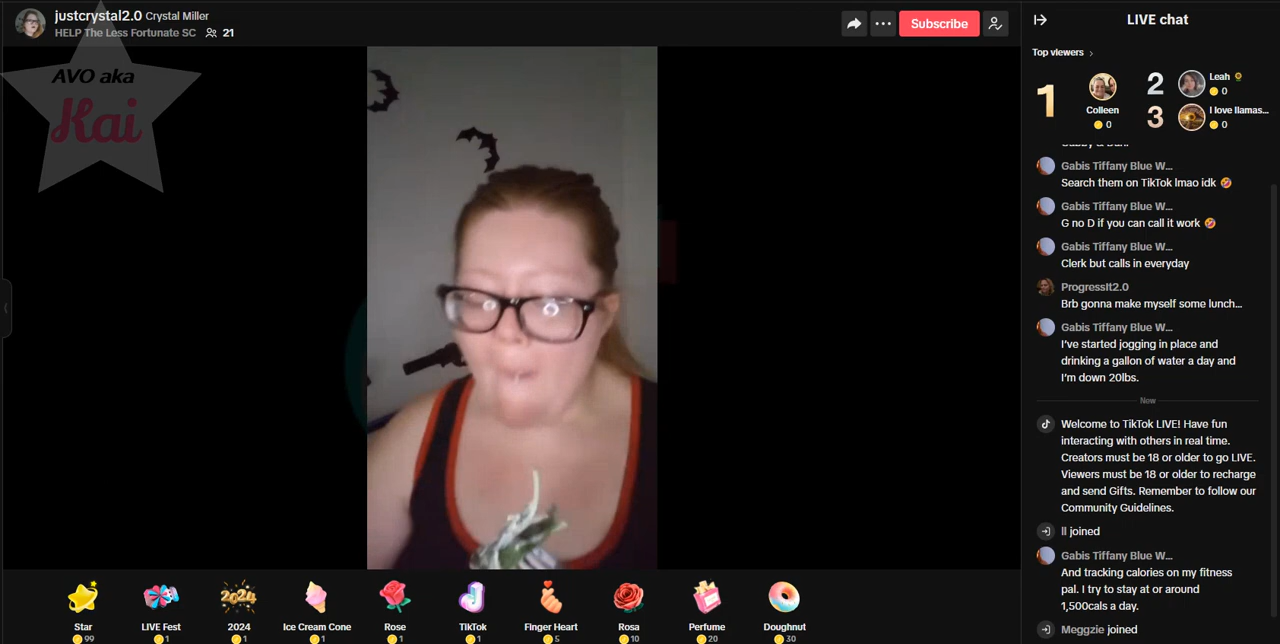 justcrystal2.0 Crystal Miller
HELP The Less Fortunate SC 21
Subscribe
AVO aka
Kai
LIVE chat
Top viewers
1
Colleen
0
2
Leah
0
3
I love llamas...
0
Gabis Tiffany Blue W...
Search them on TikTok lmao idk 🤣
Gabis Tiffany Blue W...
G no D if you can call it work 🤣
Gabis Tiffany Blue W...
Clerk but calls in everyday
ProgressIt2.0
Brb gonna make myself some lunch...
Gabis Tiffany Blue W...
I've started jogging in place and
drinking a gallon of water a day and
I'm down 20lbs.
Now
Welcome to TikTok LIVE! Have fun
interacting with others in real time.
Creators must be 18 or older to go LIVE.
Viewers must be 18 or older to recharge
and send Gifts. Remember to follow our
Community Guidelines.
ll joined
Gabis Tiffany Blue W...
And tracking calories on my fitness
pal. I try to stay at or around
1,500cals a day.
Meggzie joined
2024
Star
99
LIVE Fest
1
2024
1
Ice Cream Cone
1
Rose
1
TikTok
1
Finger Heart
5
Rosa
10
Perfume
20
Doughnut
30